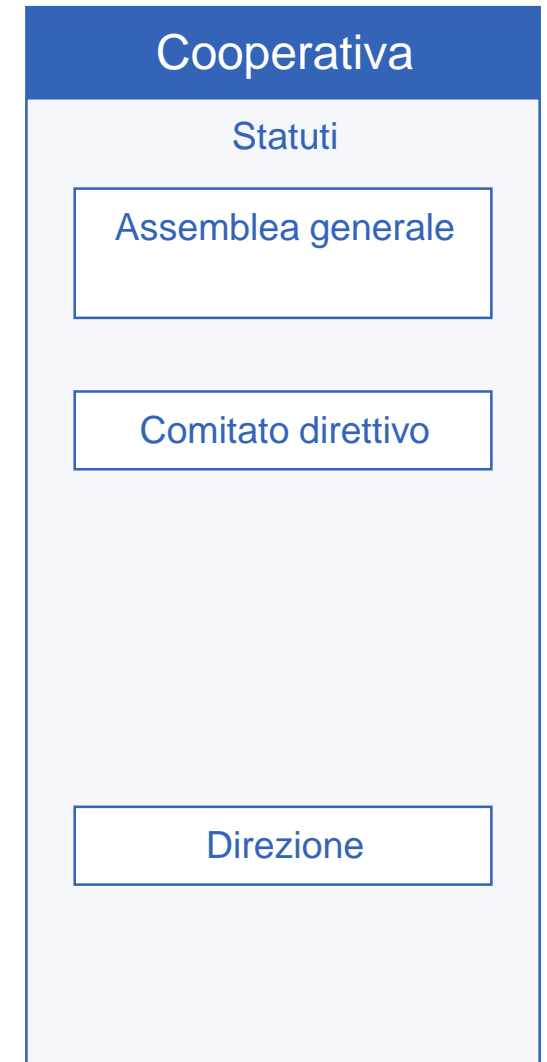 Cooperativa
Statuti
Assemblea generale
Comitato direttivo
Direzione